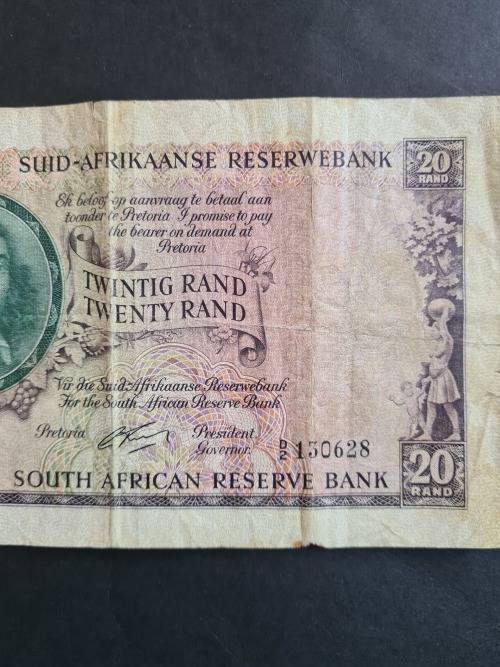 SUID-AFRIKAANSE RESERWEBANK
20
RAND
Ek beloof op aanvraag te betaal aan
toonder te Pretoria I promise to pay
the bearer on demand at
Pretoria
TWINTIG RAND
TWENTY RAND
Vir die Suid-Afrikaanse Reserwebank
For the South African Reserve Bank
Pretoria
President
Governor.
D/2 130628
SOUTH AFRICAN RESERVE BANK
20
RAND